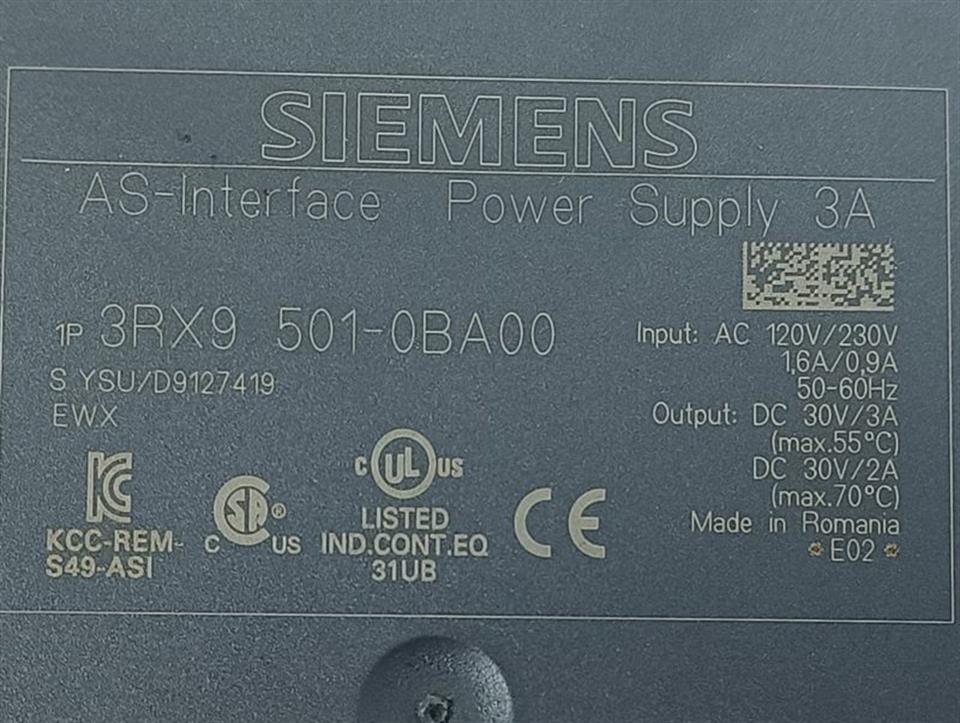 SIEMENS
AS-Interface Power Supply 3A
1P 3RX9 501-0BA00
S YSU/D9127419
EWX
Input: AC 120V/230V
1,6A/0,9A
50-60Hz
Output: DC 30V/3A
(max.55°C)
DC 30V/2A
(max.70°C)
Made in Romania
*E02*
KCC-REM-
S49-ASI
C SA® US
C UL US
LISTED
IND.CONT.EQ
31UB
CE